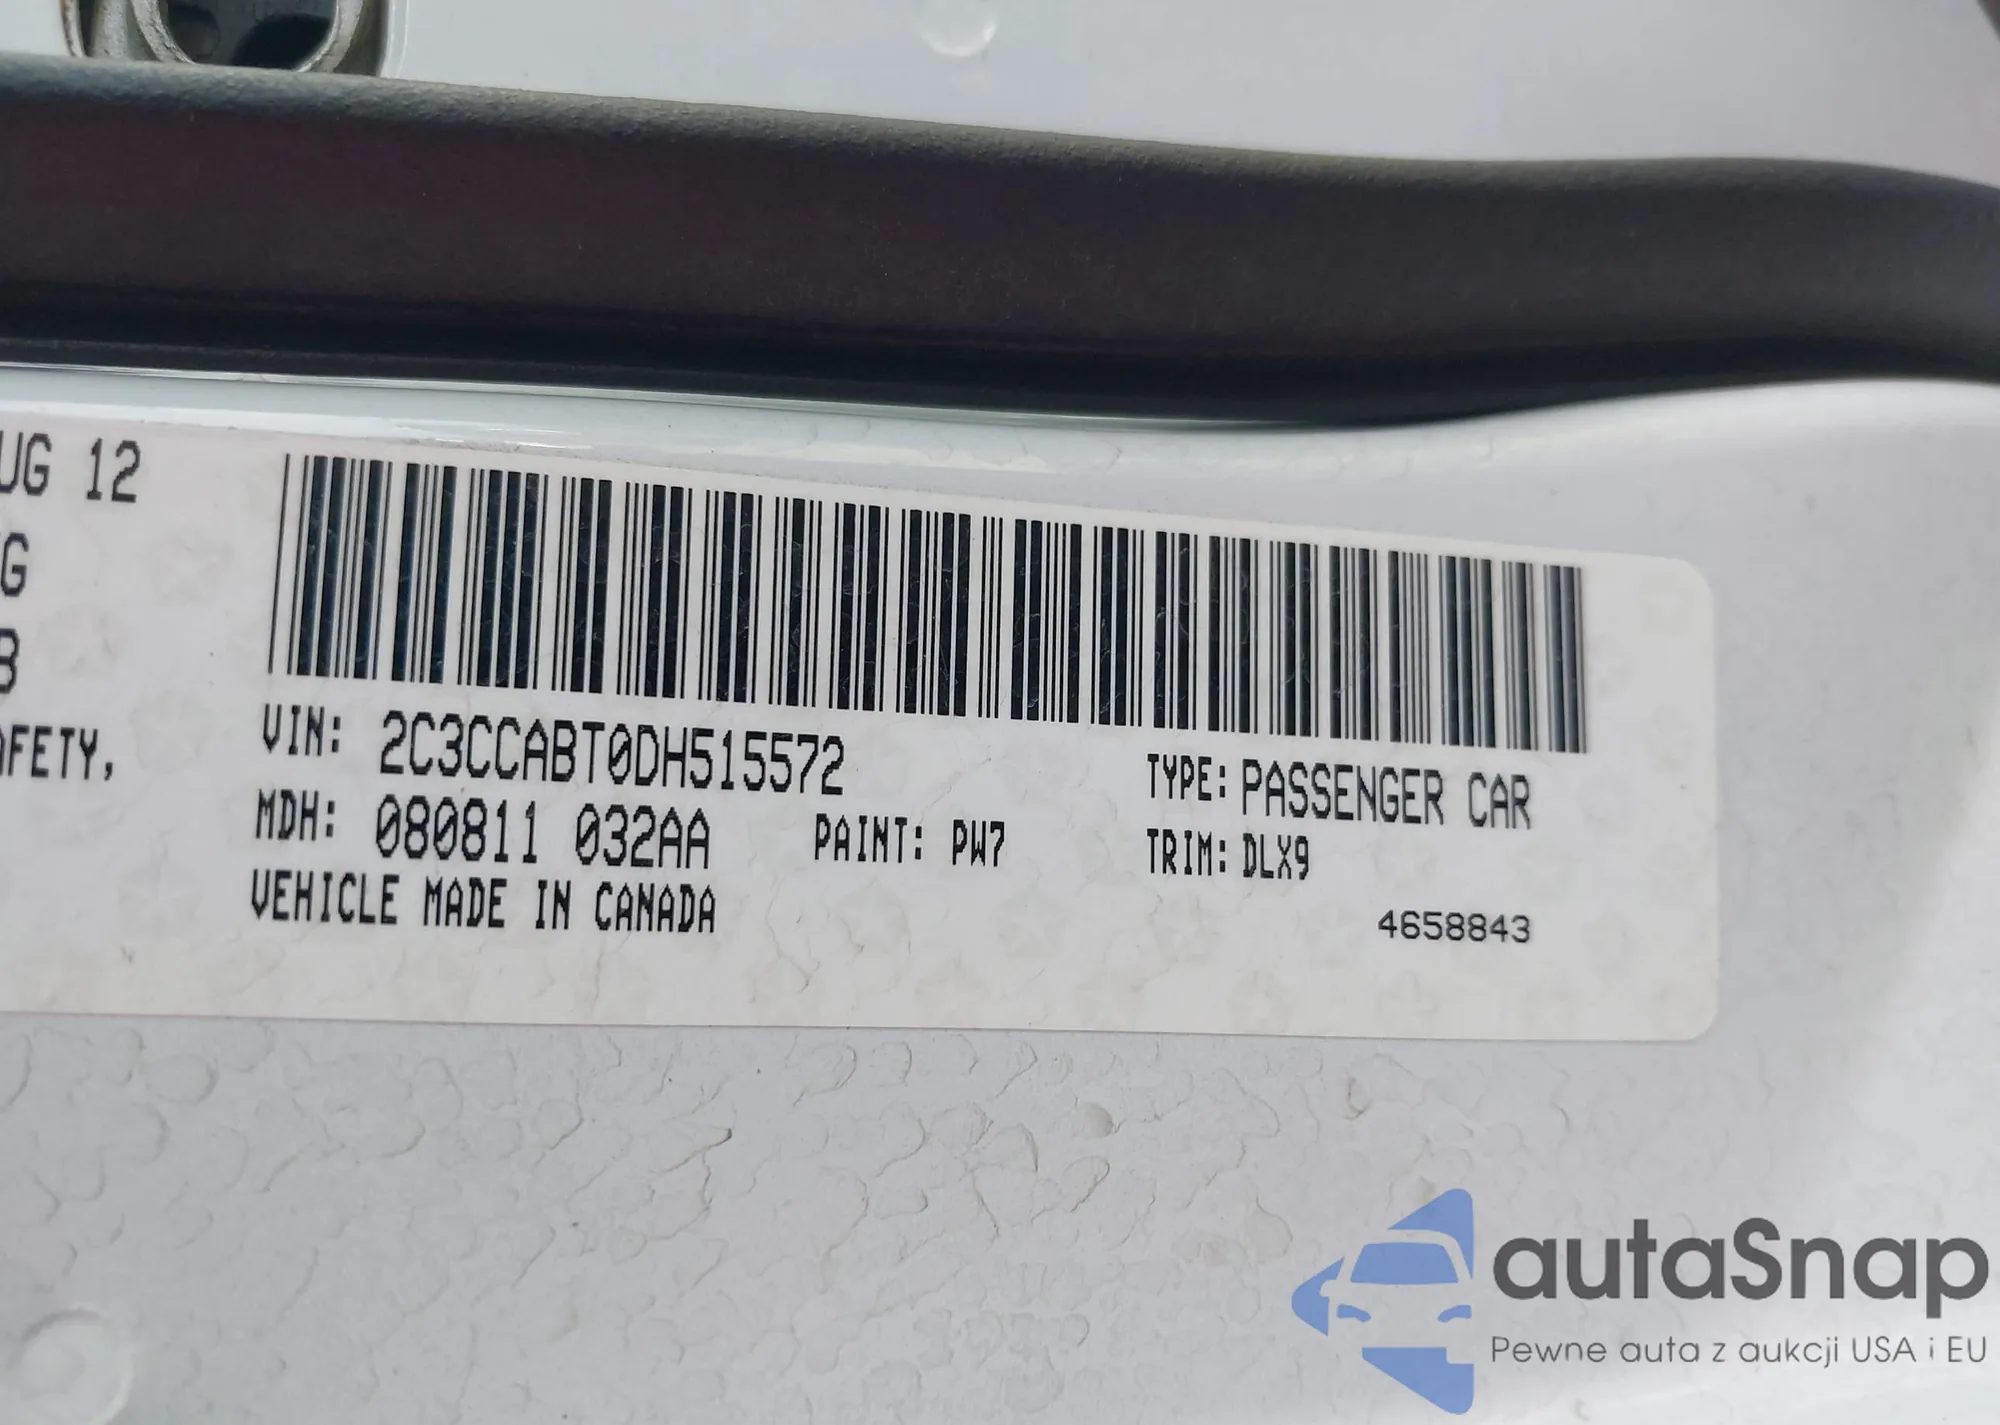 UG 12
G
B
AFETY,
VIN: 2C3CCABT0DH515572
MDH: 080811 032AA PAINT: PW7
VEHICLE MADE IN CANADA
TYPE: PASSENGER CAR
TRIM: DLX9
4658843
autaSnap
Pewne auta z aukcji USA i EU